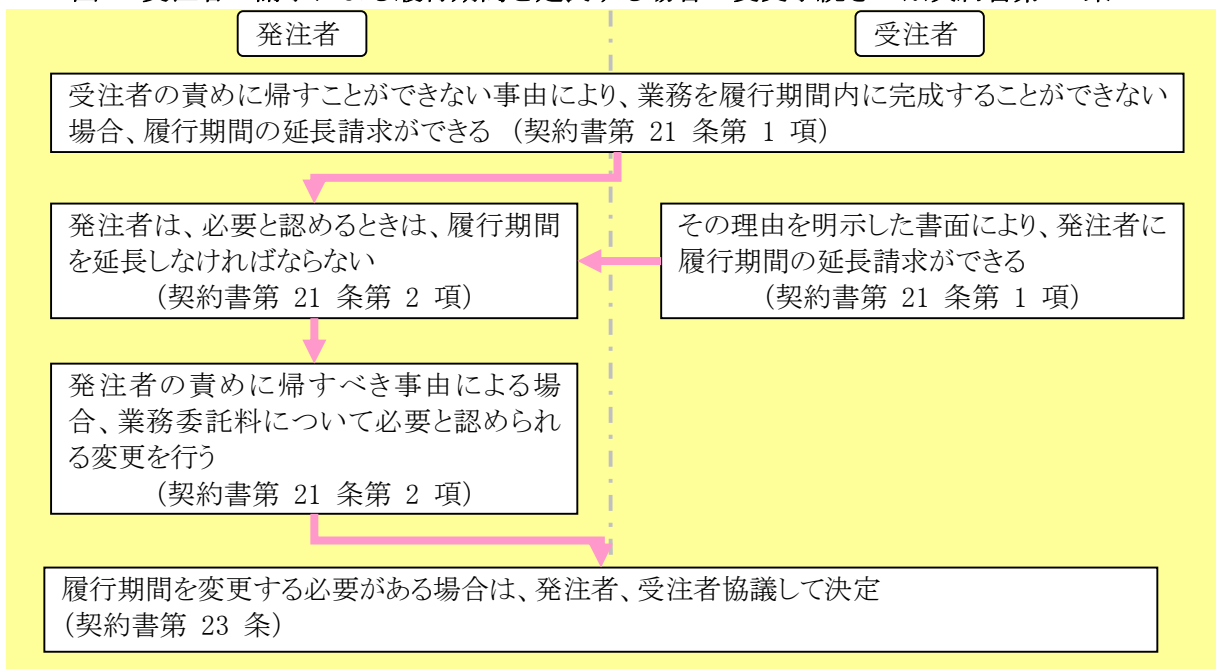 発注者
受注者
受注者の責めに帰すことができない事由により、業務を履行期間内に完成することができない
場合、履行期間の延長請求ができる (契約書第 21 条第 1 項)
発注者は、必要と認めるときは、履行期間
を延長しなければならない
(契約書第 21 条第 2 項)
その理由を明示した書面により、発注者に
履行期間の延長請求ができる
(契約書第 21 条第 1 項)
発注者の責めに帰すべき事由による場
合、業務委託料について必要と認められ
る変更を行う
(契約書第 21 条第 2 項)
履行期間を変更する必要がある場合は、発注者、受注者協議して決定
(契約書第 23 条)